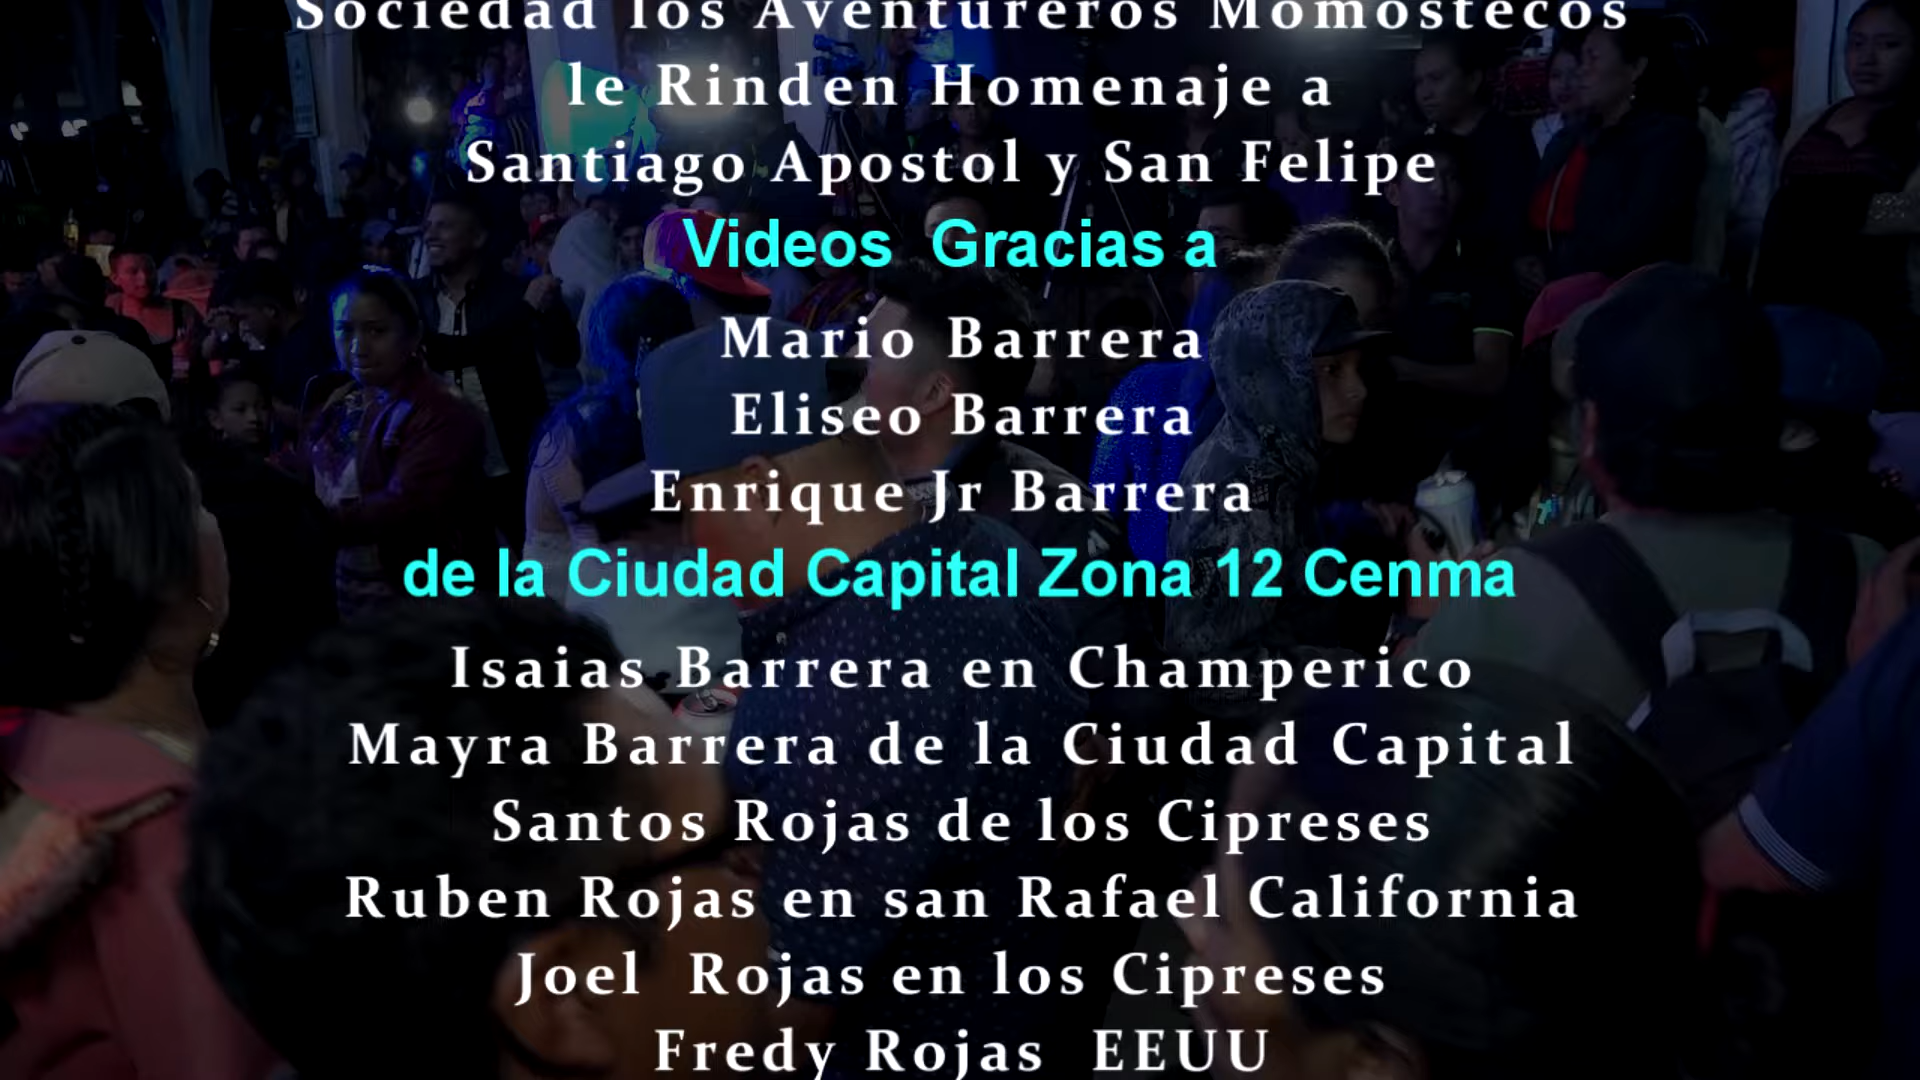 Sociedad los Aventureros Momostecos
le Rinden Homenaje a
Santiago Apostol y San Felipe
Videos Gracias a
Mario Barrera
Eliseo Barrera
Enrique Jr Barrera
de la Ciudad Capital Zona 12 Cenma
Isaias Barrera en Champerico
Mayra Barrera de la Ciudad Capital
Santos Rojas de los Cipreses
Ruben Rojas en san Rafael California
Joel Rojas en los Cipreses
Fredy Rojas EEUU